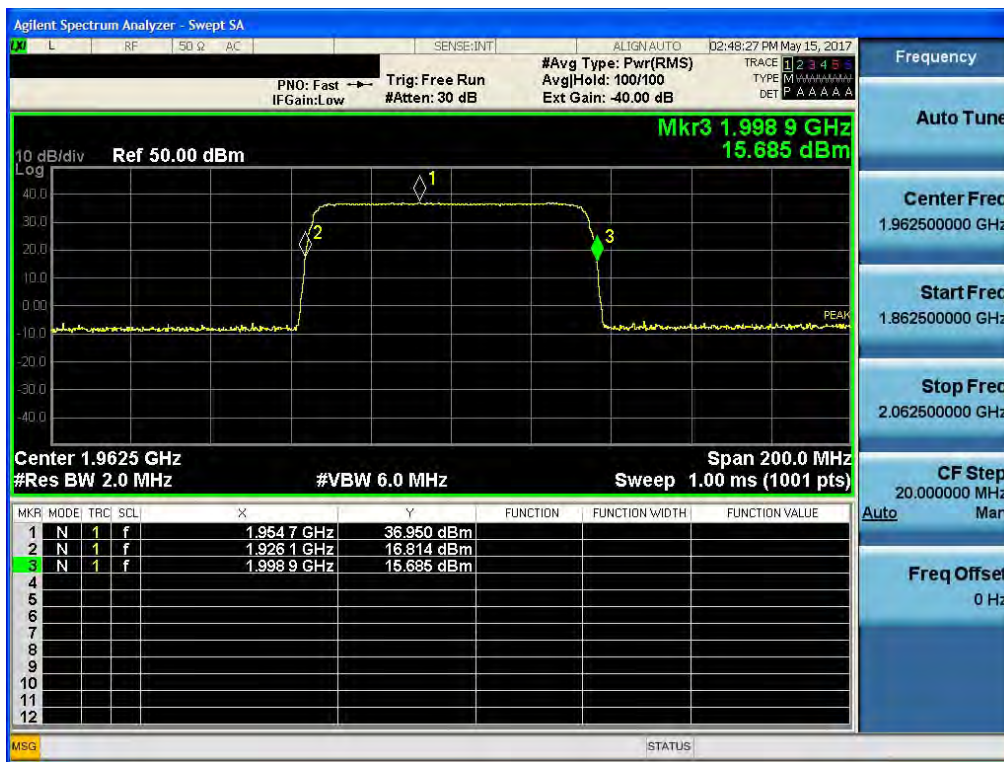 Agilent Spectrum Analyzer - Swept SA
LXI L RF 50 Ω AC SENSE:INT ALIGN AUTO 02:48:27 PM May 15, 2017
PNO: Fast Trig: Free Run #Avg Type: Pwr(RMS) TRACE 1 2 3 4 5 6
IFGain:Low #Atten: 30 dB Avg|Hold: 100/100 TYPE M
Ext Gain: -40.00 dB DET P A A A A A
Mkr3 1.998 9 GHz
15.685 dBm
10 dB/div Ref 50.00 dBm
Log
40.0
30.0
20.0
10.0
0.00
-10.0
-20.0
-30.0
-40.0
1
2
3
PEAK
Center 1.9625 GHz Span 200.0 MHz
#Res BW 2.0 MHz #VBW 6.0 MHz Sweep 1.00 ms (1001 pts)
MKR MODE TRC SCL X Y FUNCTION FUNCTION WIDTH FUNCTION VALUE
1 N 1 f 1.954 7 GHz 36.950 dBm
2 N 1 f 1.926 1 GHz 16.814 dBm
3 N 1 f 1.998 9 GHz 15.685 dBm
4
5
6
7
8
9
10
11
12
MSG STATUS
Frequency
Auto Tune
Center Freq
1.962500000 GHz
Start Freq
1.862500000 GHz
Stop Freq
2.062500000 GHz
CF Step
20.000000 MHz
Auto Man
Freq Offset
0 Hz